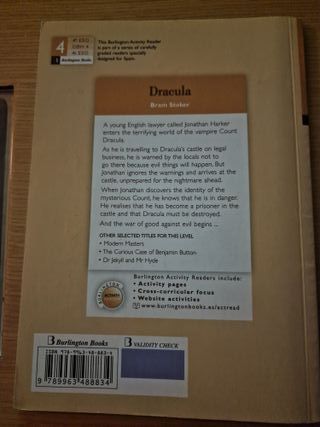 4
4º ESO
4t ESO
Burlington Books
This Burlington Activity Reader
is part of a series of carefully
graded readers specially
designed for Spain.
Dracula
Bram Stoker
A young English lawyer called Jonathan Harker
enters the terrifying world of the vampire Count
Dracula.
As he is travelling to Dracula's castle on legal
business, he is warned by the locals not to
go there because evil things will happen. But
Jonathan ignores the warnings and arrives at the castle,
unprepared for the nightmare ahead.
When Jonathan discovers the identity of the
mysterious Count, he knows that he is in danger.
He realises that he has become a prisoner in the
castle and that Dracula must be destroyed.
And the war of good against evil begins ...
OTHER SELECTED TITLES FOR THIS LEVEL
• Modern Masters
• The Curious Case of Benjamin Button
• Dr Jekyll and Mr Hyde
BURLINGTON
ACTIVITY
Burlington Activity Readers include:
• Activity pages
• Cross-curricular focus
• Website activities
www.burlingtonbooks.es/actread
B Burlington Books
B VALIDITY CHECK
ISBN 978-9963-48-883-4
9 789963 488834